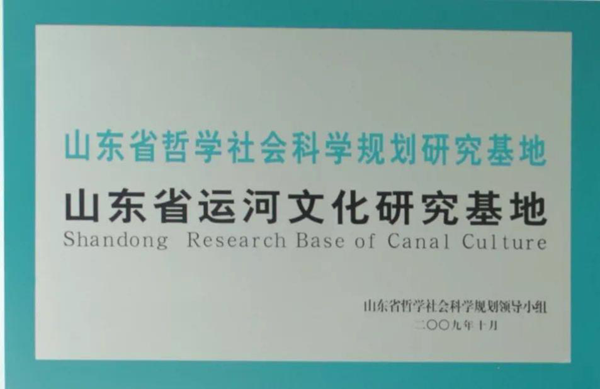 山东省哲学社会科学规划研究基地
山东省运河文化研究基地
Shandong Research Base of Canal Culture
山东省哲学社会科学规划领导小组
二〇〇九年十月